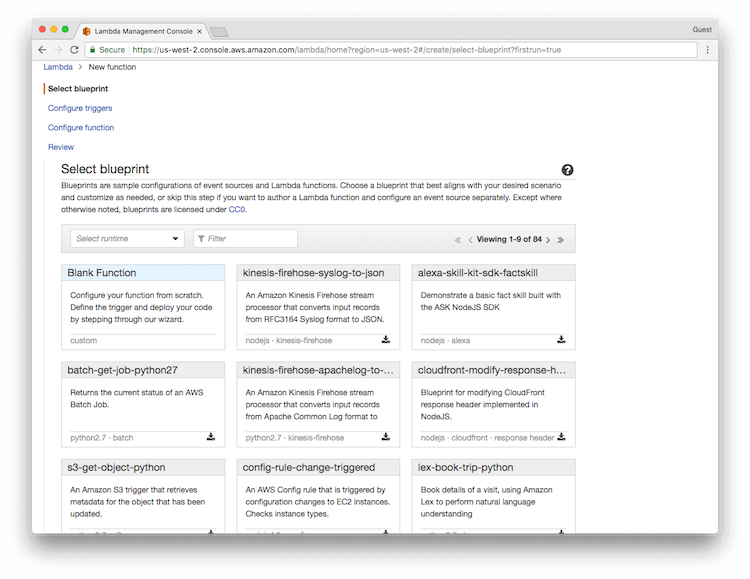 Lambda Management Console
Guest
Secure https://us-west-2.console.aws.amazon.com/lambda/home?region=us-west-2#/create/select-blueprint?firstrun=true
Lambda > New function
Select blueprint
Configure triggers
Configure function
Review
Select blueprint
Blueprints are sample configurations of event sources and Lambda functions. Choose a blueprint that best aligns with your desired scenario
and customize as needed, or skip this step if you want to author a Lambda function and configure an event source separately. Except where
otherwise noted, blueprints are licensed under CC0.
Select runtime
Filter
Viewing 1-9 of 84
Blank Function
Configure your function from scratch.
Define the trigger and deploy your code
by stepping through our wizard.
custom
kinesis-firehose-syslog-to-json
An Amazon Kinesis Firehose stream
processor that converts input records
from RFC3164 Syslog format to JSON.
nodejs · kinesis-firehose
alexa-skill-kit-sdk-factskill
Demonstrate a basic fact skill built with
the ASK NodeJS SDK
nodejs · alexa
batch-get-job-python27
Returns the current status of an AWS
Batch Job.
python2.7 · batch
kinesis-firehose-apachelog-to-...
An Amazon Kinesis Firehose stream
processor that converts input records
from Apache Common Log format to
python2.7 · kinesis-firehose
cloudfront-modify-response-h...
Blueprint for modifying CloudFront
response header implemented in
NodeJS.
nodejs · cloudfront · response header
s3-get-object-python
An Amazon S3 trigger that retrieves
metadata for the object that has been
updated.
config-rule-change-triggered
An AWS Config rule that is triggered by
configuration changes to EC2 instances.
Checks instance types.
lex-book-trip-python
Book details of a visit, using Amazon
Lex to perform natural language
understanding